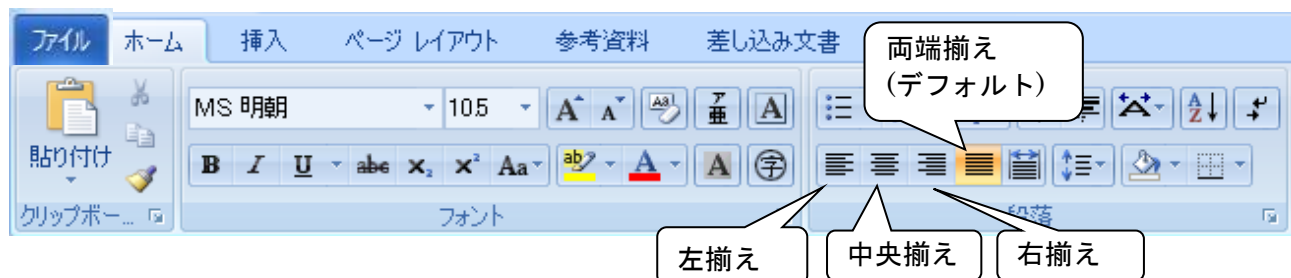 ファイル ホーム 挿入 ページ レイアウト 参考資料 差し込み文書
両端揃え
(デフォルト)
MS 明朝 10.5
貼り付け
B I U abc X₂ X² Aa ab A A 字
クリップボー... フォント 段落
左揃え 中央揃え 右揃え